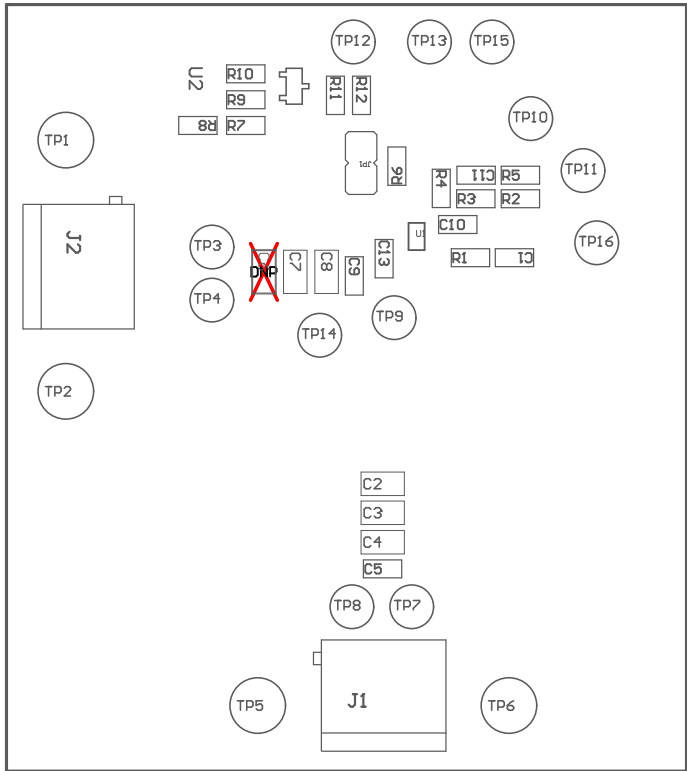 TP12
TP13
TP15
U2
R10
R11
R12
R9
R8
R7
TP10
TP1
JP1
R6
TP11
R4
C11
R5
R3
R2
C10
U1
J2
TP3
TP16
C13
R1
C1
DNP
C7
C8
C9
TP4
TP9
TP14
TP2
C2
C3
C4
C5
TP8
TP7
TP5
J1
TP6